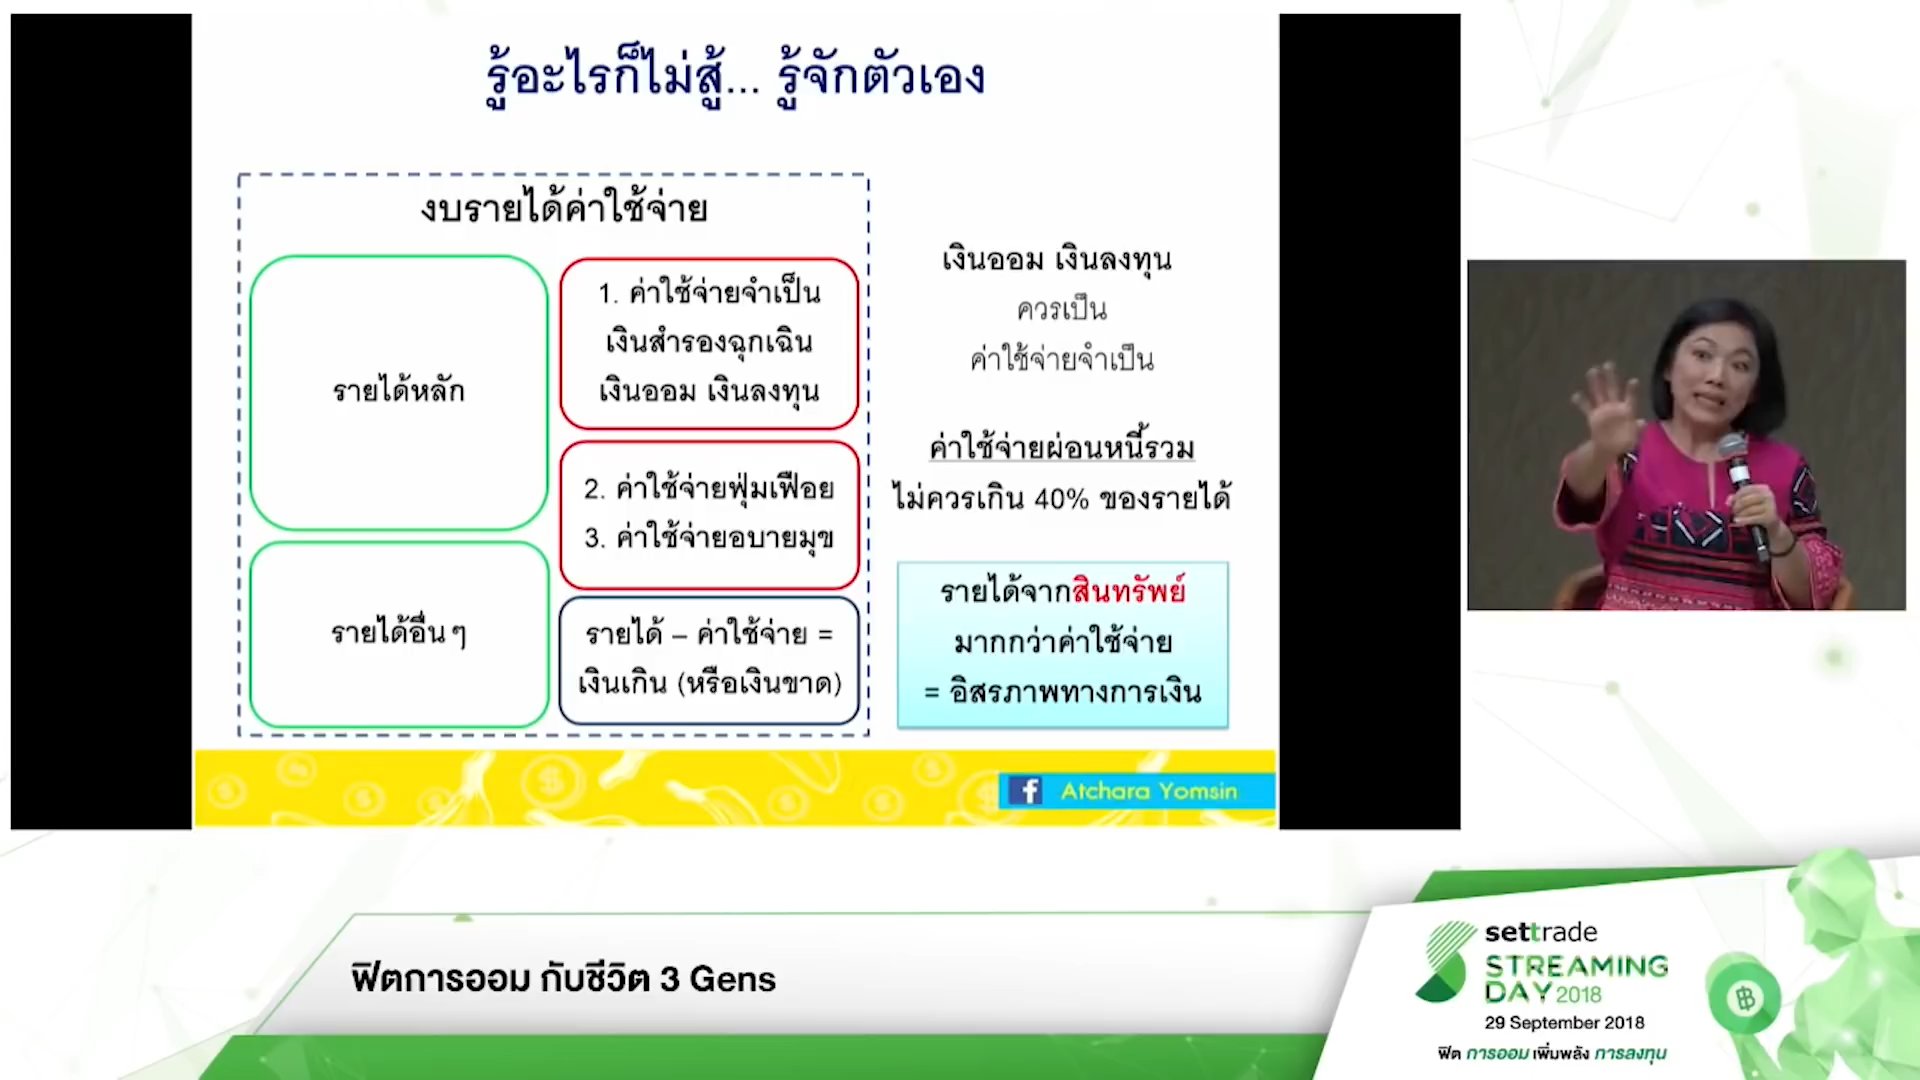 รู้อะไรก็ไม่สู้... รู้จักตัวเอง
งบรายได้ค่าใช้จ่าย
รายได้หลัก
รายได้อื่นๆ
1. ค่าใช้จ่ายจำเป็น
เงินสำรองฉุกเฉิน
เงินออม เงินลงทุน
2. ค่าใช้จ่ายฟุ่มเฟือย
3. ค่าใช้จ่ายอบายมุข
รายได้ – ค่าใช้จ่าย =
เงินเกิน (หรือเงินขาด)
เงินออม เงินลงทุน
ควรเป็น
ค่าใช้จ่ายจำเป็น
ค่าใช้จ่ายผ่อนหนี้รวม
ไม่ควรเกิน 40% ของรายได้
รายได้จากสินทรัพย์
มากกว่าค่าใช้จ่าย
= อิสรภาพทางการเงิน
f Atchara Yomsin
ฟิตการออม กับชีวิต 3 Gens
settrade
STREAMING
DAY 2018
29 September 2018
ฟิต การออม เพิ่มพลัง การลงทุน